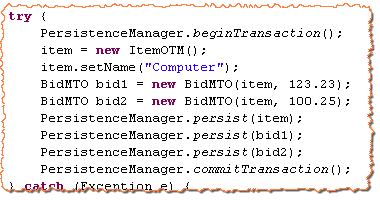 try {
PersistenceManager.beginTransaction();
item = new ItemOTM();
item.setName("Computer");
BidMTO bid1 = new BidMTO(item, 123.23);
BidMTO bid2 = new BidMTO(item, 100.25);
PersistenceManager.persist(item);
PersistenceManager.persist(bid1);
PersistenceManager.persist(bid2);
PersistenceManager.commitTransaction();
} catch (Exception e) {